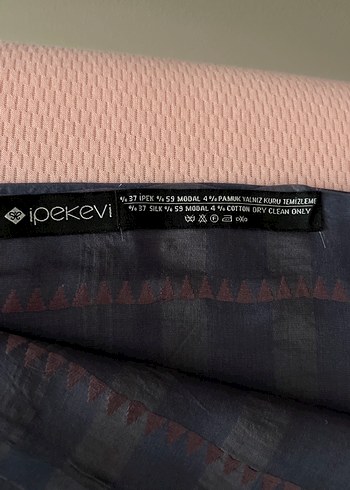 ipekevi
% 37 İPEK % 59 MODAL 4 % PAMUK YALNIZ KURU TEMİZLEME
% 37 SILK % 59 MODAL 4 % COTTON DRY CLEAN ONLY